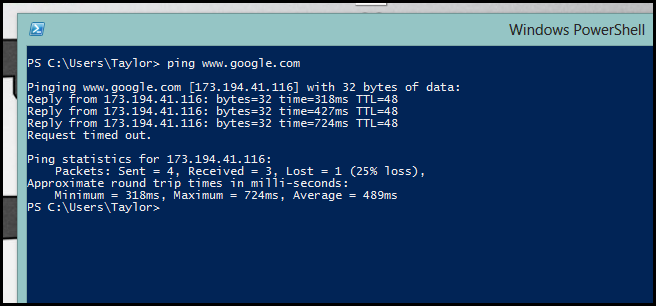 Windows PowerShell
PS C:\Users\Taylor> ping www.google.com
Pinging www.google.com [173.194.41.116] with 32 bytes of data:
Reply from 173.194.41.116: bytes=32 time=318ms TTL=48
Reply from 173.194.41.116: bytes=32 time=427ms TTL=48
Reply from 173.194.41.116: bytes=32 time=724ms TTL=48
Request timed out.
Ping statistics for 173.194.41.116:
    Packets: Sent = 4, Received = 3, Lost = 1 (25% loss),
Approximate round trip times in milli-seconds:
    Minimum = 318ms, Maximum = 724ms, Average = 489ms
PS C:\Users\Taylor>